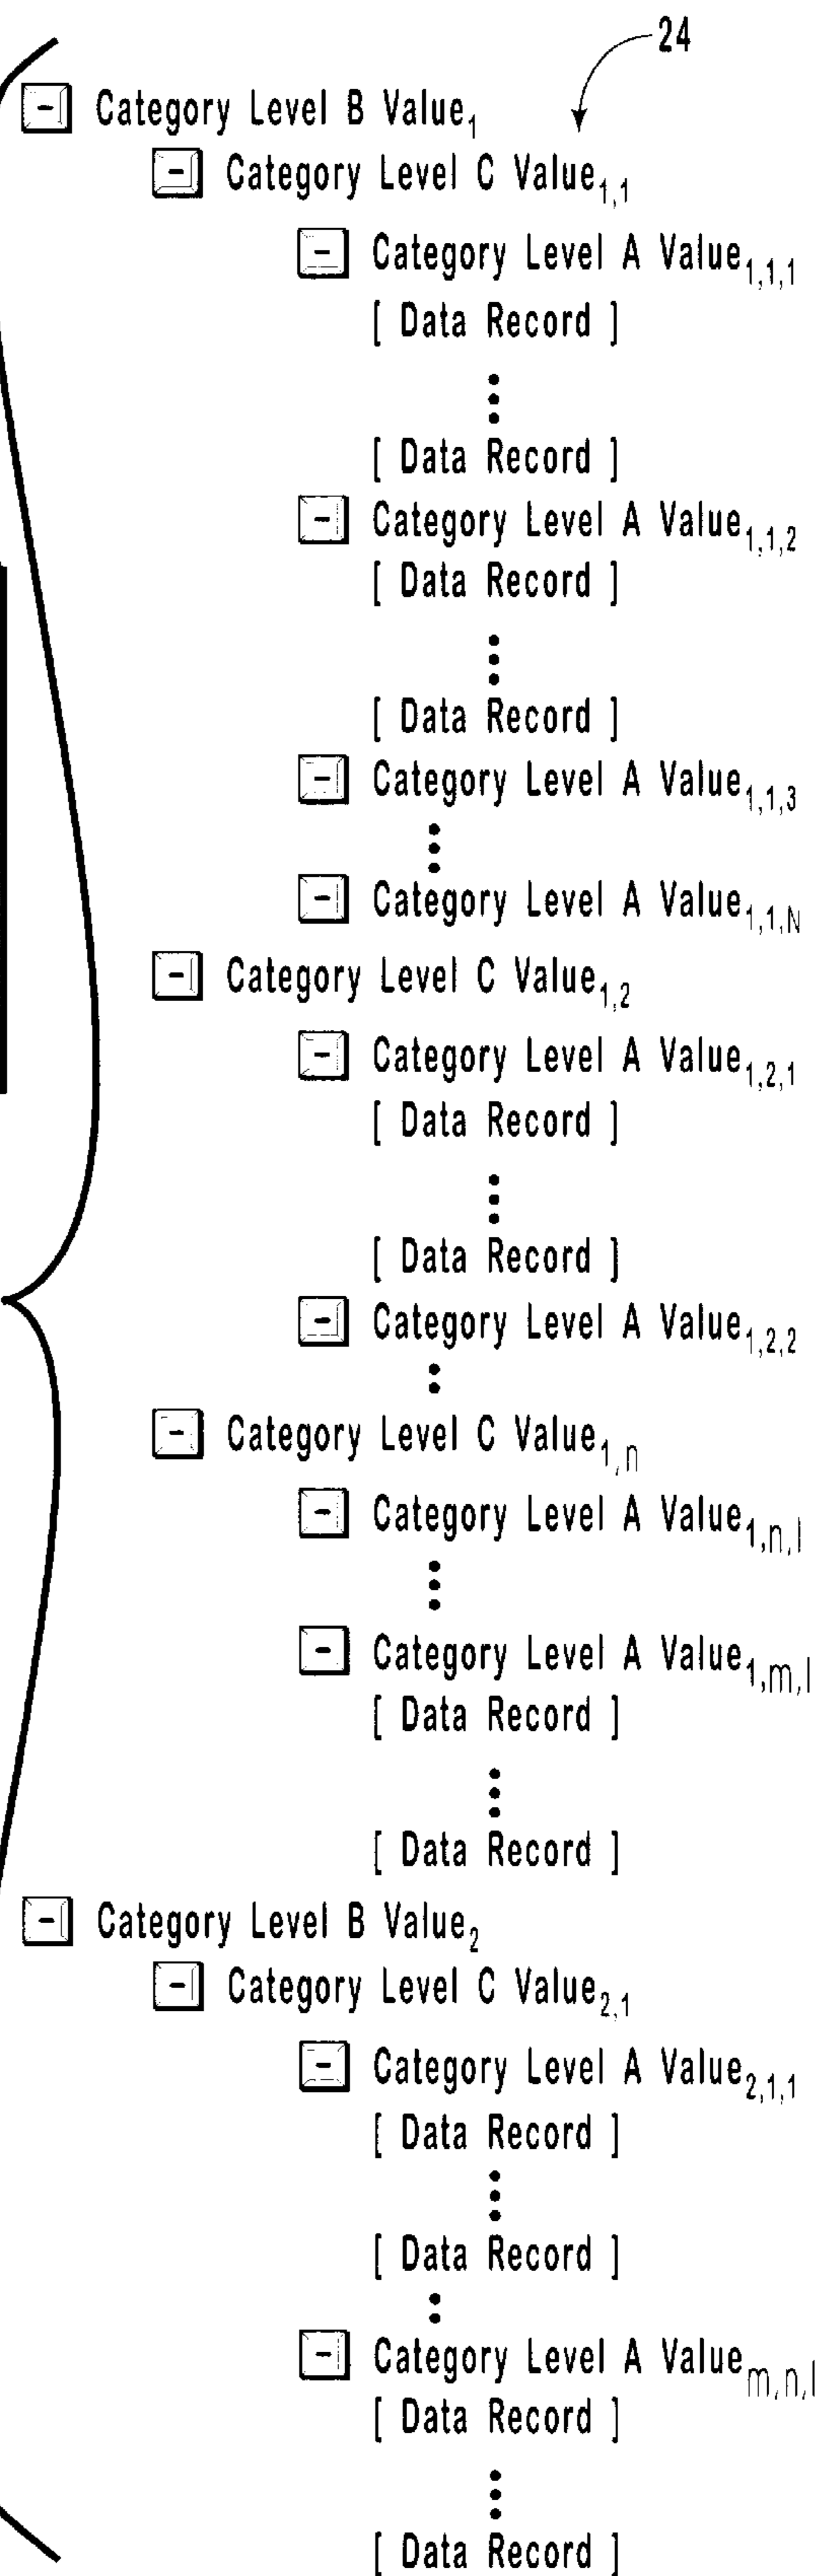 24
[-] Category Level B Value₁
[-] Category Level C Value₁,₁
[-] Category Level A Value₁,₁,₁
[ Data Record ]
⋮
[ Data Record ]
[-] Category Level A Value₁,₁,₂
[ Data Record ]
⋮
[ Data Record ]
[-] Category Level A Value₁,₁,₃
⋮
[-] Category Level A Value₁,₁,N
[-] Category Level C Value₁,₂
[-] Category Level A Value₁,₂,₁
[ Data Record ]
⋮
[ Data Record ]
[-] Category Level A Value₁,₂,₂
:
[-] Category Level C Value₁,n
[-] Category Level A Value₁,n,l
⋮
[-] Category Level A Value₁,m,l
[ Data Record ]
⋮
[ Data Record ]
[-] Category Level B Value₂
[-] Category Level C Value₂,₁
[-] Category Level A Value₂,₁,₁
[ Data Record ]
⋮
[ Data Record ]
:
[-] Category Level A Value m,n,l
[ Data Record ]
⋮
[ Data Record ]